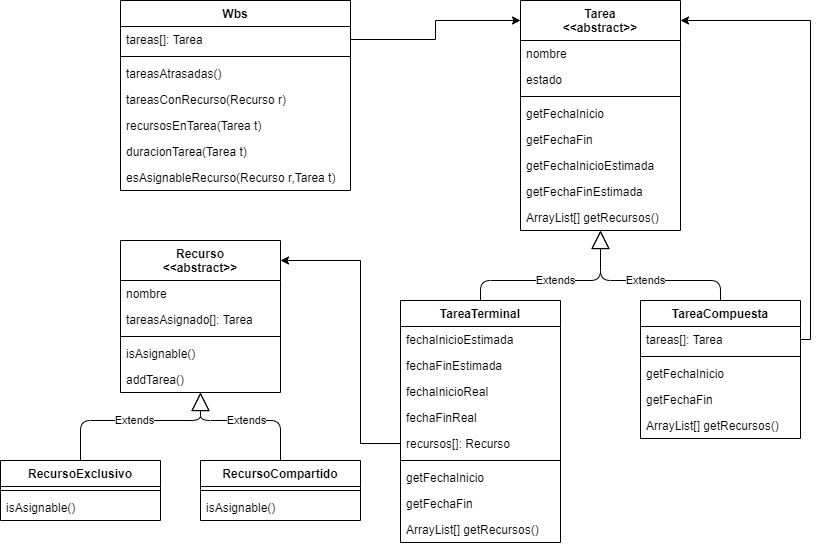 Wbs
tareas[]: Tarea
tareasAtrasadas()
tareasConRecurso(Recurso r)
recursosEnTarea(Tarea t)
duracionTarea(Tarea t)
esAsignableRecurso(Recurso r,Tarea t)
Tarea
<<abstract>>
nombre
estado
getFechaInicio
getFechaFin
getFechaInicioEstimada
getFechaFinEstimada
ArrayList[] getRecursos()
Recurso
<<abstract>>
nombre
tareasAsignado[]: Tarea
isAsignable()
addTarea()
Extends
Extends
TareaTerminal
fechaInicioEstimada
fechaFinEstimada
fechaInicioReal
fechaFinReal
recursos[]: Recurso
getFechaInicio
getFechaFin
ArrayList[] getRecursos()
TareaCompuesta
tareas[]: Tarea
getFechaInicio
getFechaFin
ArrayList[] getRecursos()
Extends
Extends
RecursoExclusivo
isAsignable()
RecursoCompartido
isAsignable()